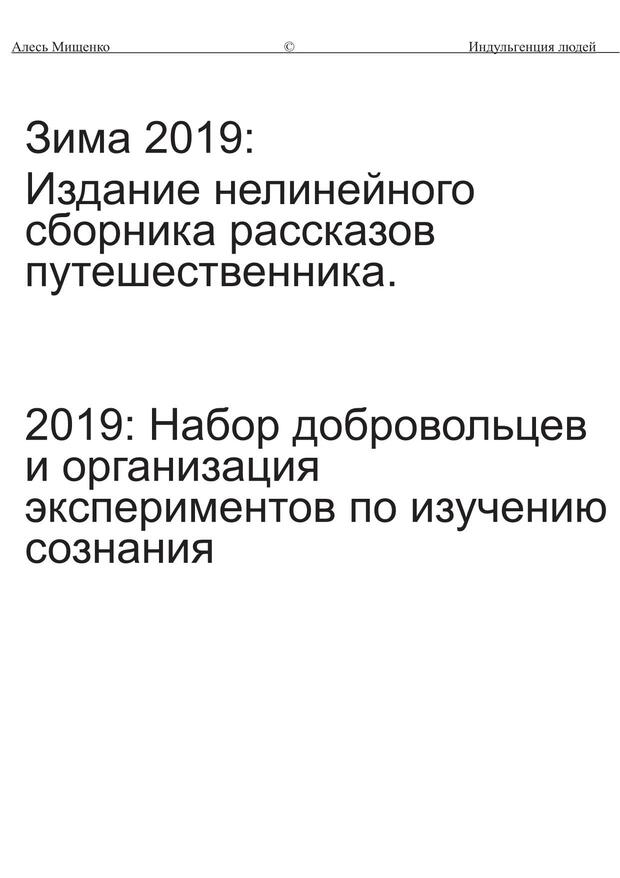 Алесь Мищенко © Индульгенция людей
Зима 2019:
Издание нелинейного
сборника рассказов
путешественника.
2019: Набор добровольцев
и организация
экспериментов по изучению
сознания